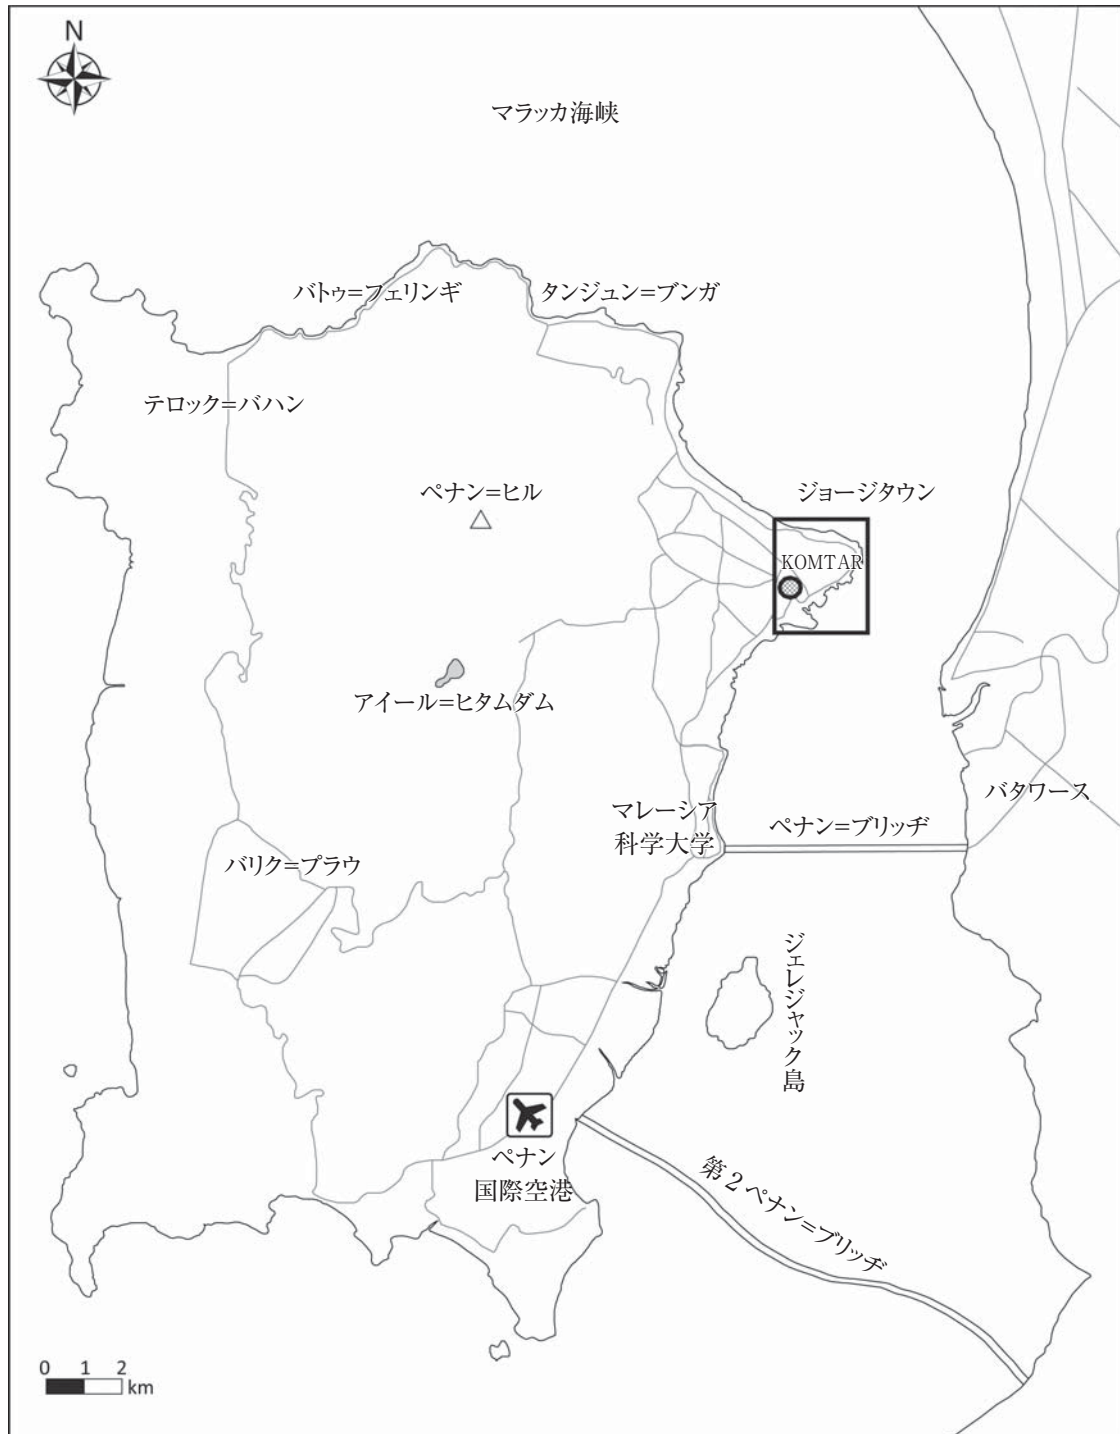 N
マラッカ海峡
バトゥ=フェリンギ
タンジュン=ブンガ
テロック=バハン
ペナン=ヒル
ジョージタウン
KOMTAR
アイール=ヒタムダム
マレーシア
科学大学
ペナン=ブリッヂ
バタワース
バリク=プラウ
ジェレジャック島
ペナン
国際空港
第2ペナン=ブリッヂ
0 1 2
km